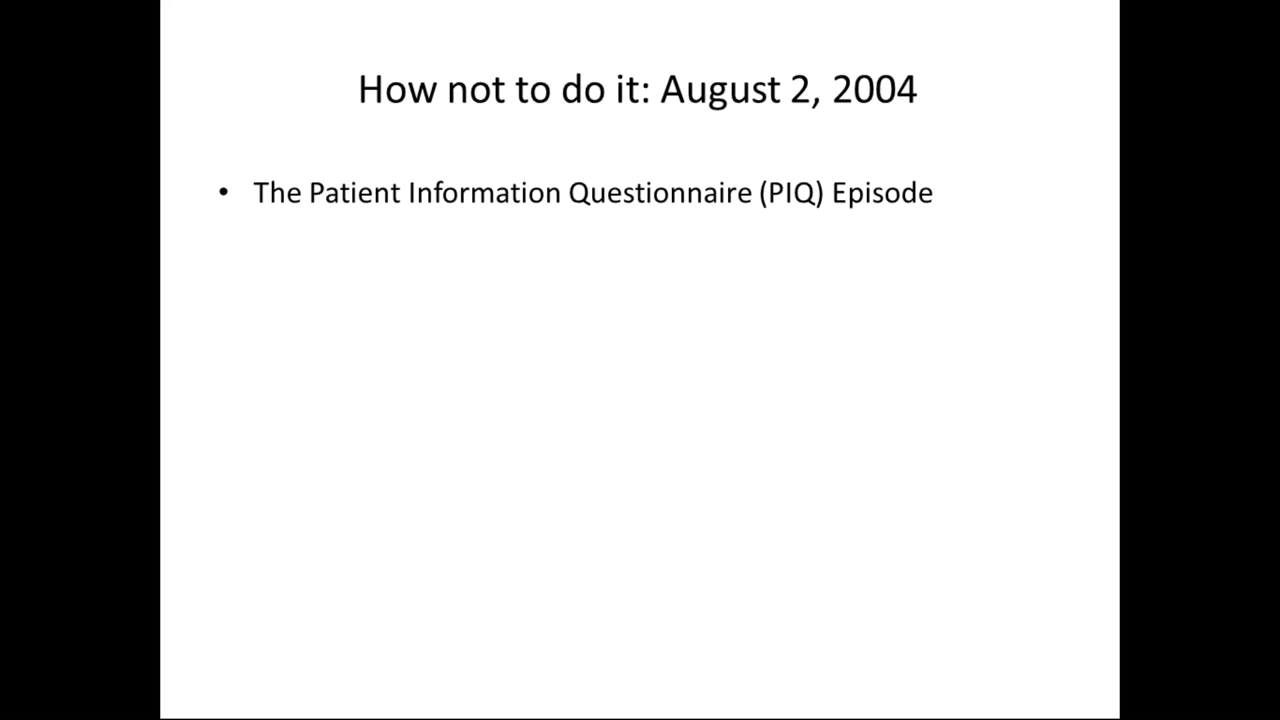 How not to do it: August 2, 2004
• The Patient Information Questionnaire (PIQ) Episode